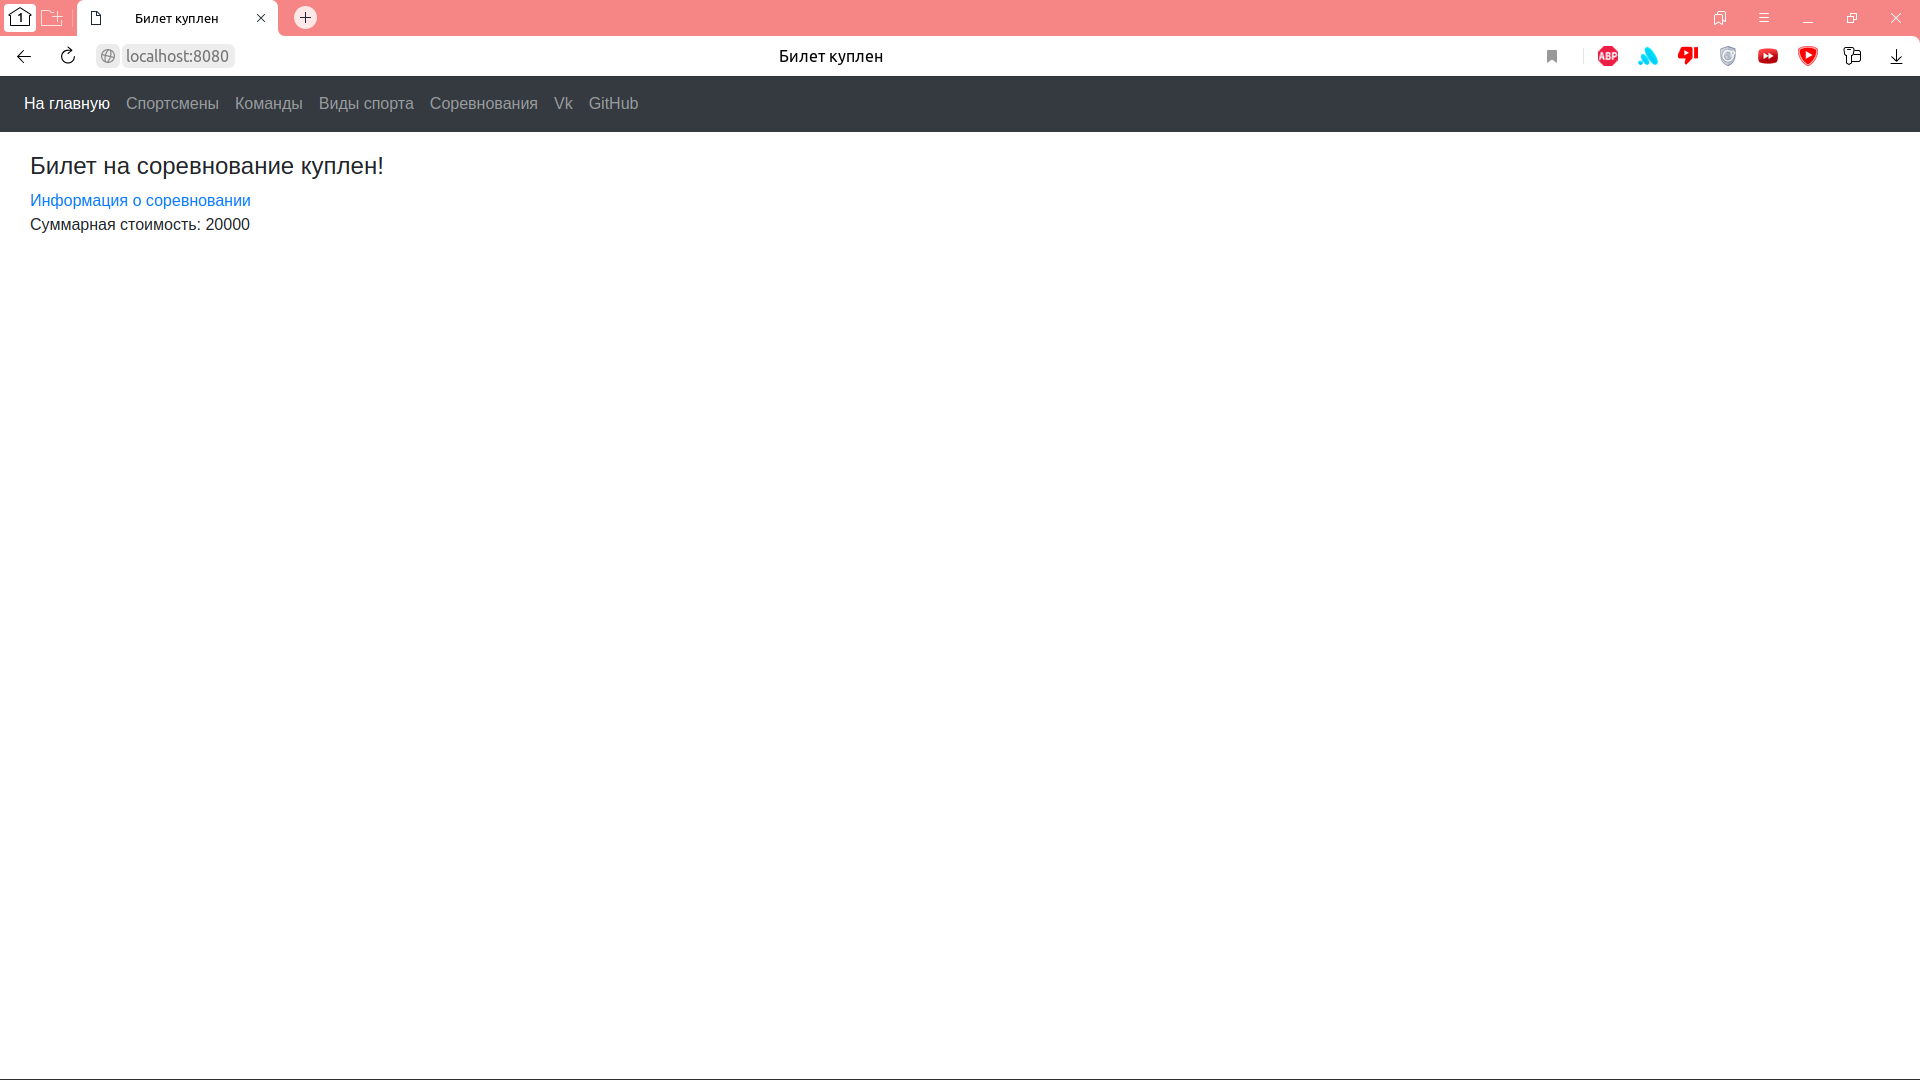 1
Билет куплен
localhost:8080
Билет куплен
ABP
На главную Спортсмены Команды Виды спорта Соревнования Vk GitHub
Билет на соревнование куплен!
Информация о соревновании
Суммарная стоимость: 20000